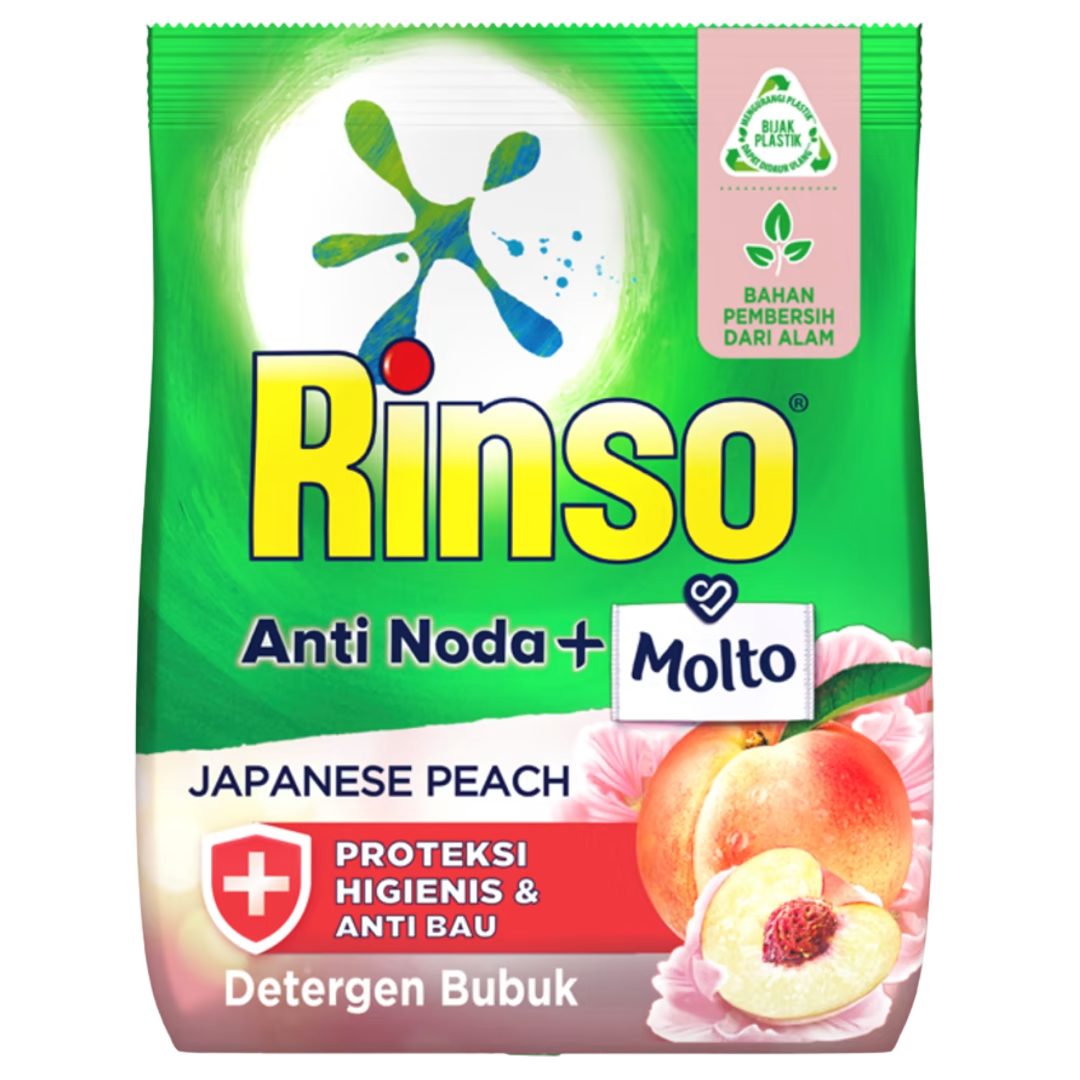 MENGURANGI PLASTIK
BIJAK
PLASTIK
DAPAT DIDAUR ULANG
BAHAN
PEMBERSIH
DARI ALAM
Rinso®
Anti Noda + Molto
JAPANESE PEACH
PROTEKSI
HIGIENIS &
ANTI BAU
Detergen Bubuk